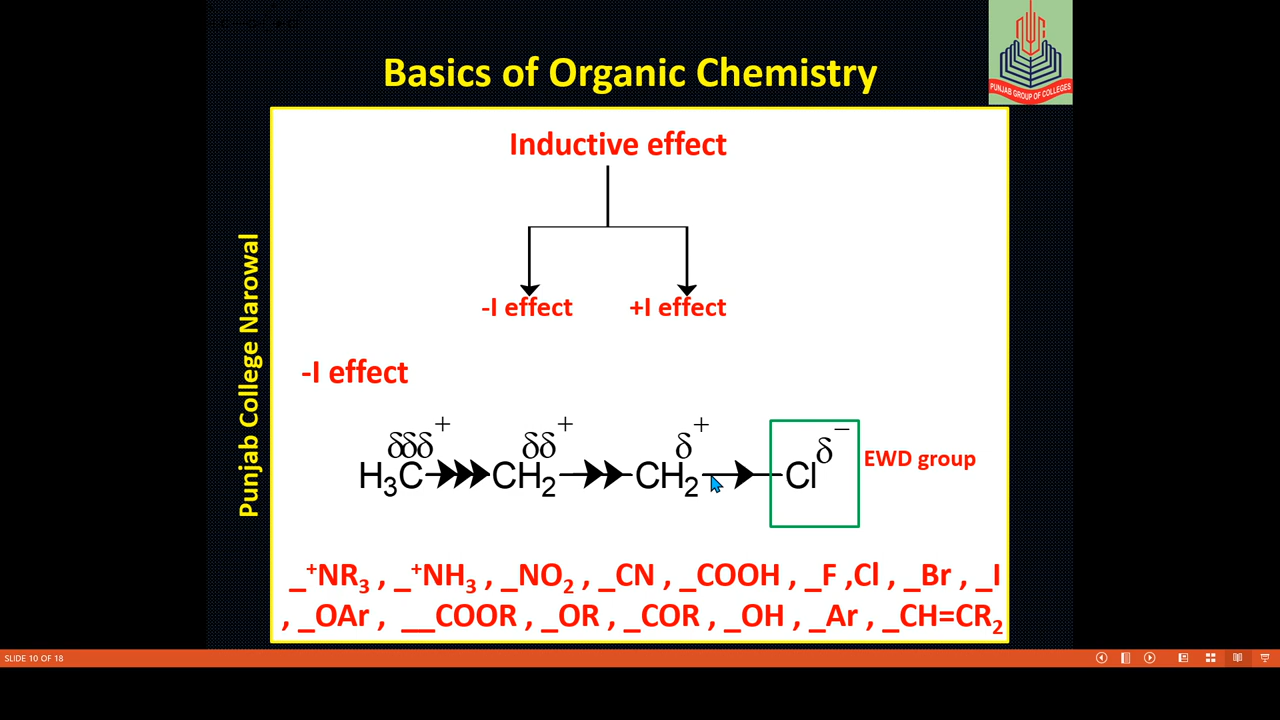 Basics of Organic Chemistry
PUNJAB GROUP OF COLLEGES
Punjab College Narowal
Inductive effect
-I effect +I effect
-I effect
H₃C CH₂ CH₂ Cl
δδδ⁺ δδ⁺ δ⁺ δ⁻
EWD group
_⁺NR₃ , _⁺NH₃ , _NO₂ , _CN , _COOH , _F ,Cl , _Br , _I
, _OAr , __COOR , _OR , _COR , _OH , _Ar , _CH=CR₂
SLIDE 10 OF 18